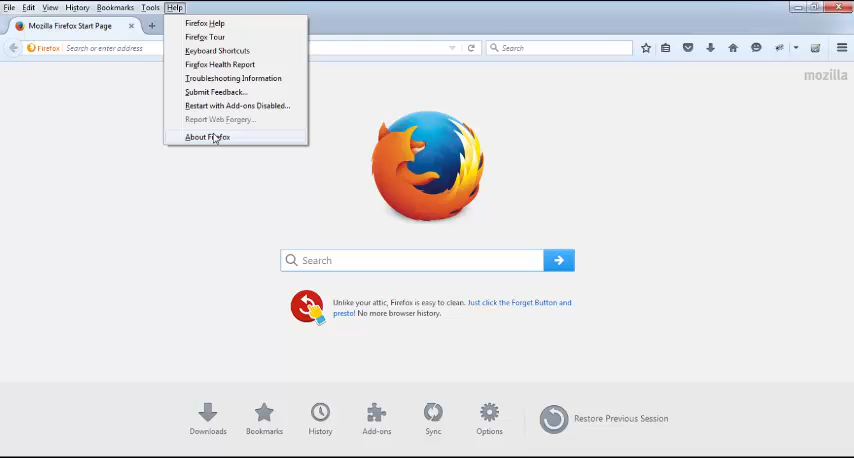 File Edit View History Bookmarks Tools Help
Mozilla Firefox Start Page
Firefox Search or enter address
Search
Firefox Help
Firefox Tour
Keyboard Shortcuts
Firefox Health Report
Troubleshooting Information
Submit Feedback...
Restart with Add-ons Disabled...
Report Web Forgery...
About Firefox
mozilla
Search
Unlike your attic, Firefox is easy to clean. Just click the Forget Button and
presto! No more browser history.
Downloads Bookmarks History Add-ons Sync Options Restore Previous Session